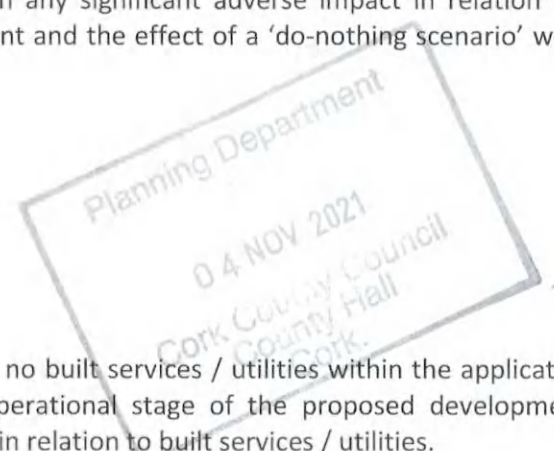 any significant adverse impact in relation
nt and the effect of a 'do-nothing scenario' w
Planning Department
04 NOV 2021
Cork County Council
County Hall
Cork.
no built services / utilities within the applicat
perational stage of the proposed developme
in relation to built services / utilities.